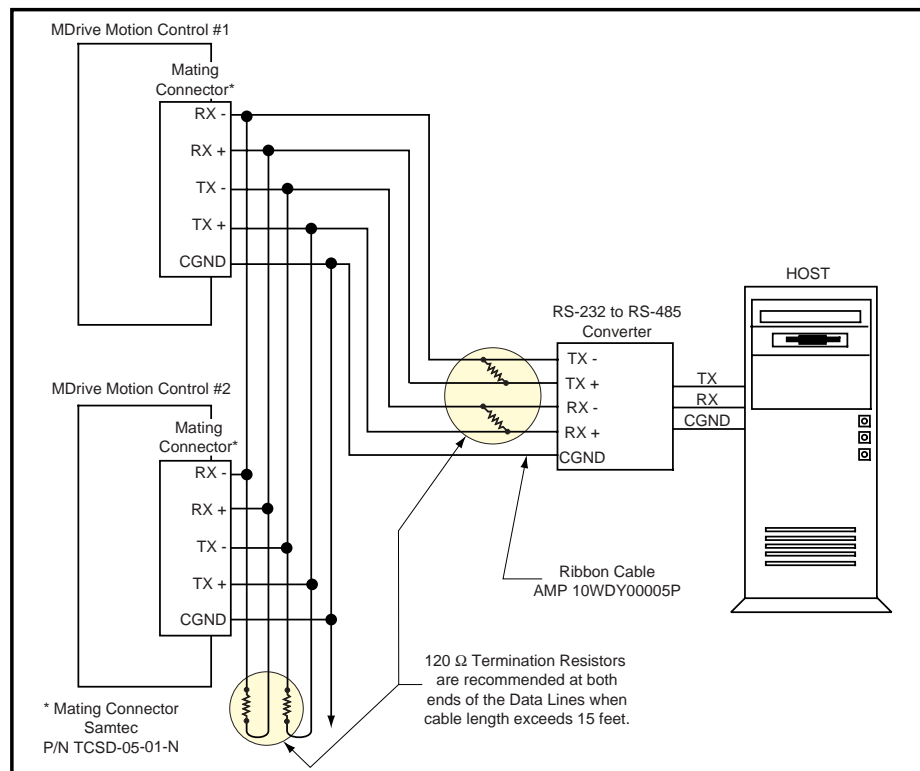 MDrive Motion Control #1
Mating
Connector*
RX -
RX +
TX -
TX +
CGND
HOST
RS-232 to RS-485
Converter
TX -
TX +
RX -
RX +
CGND
TX
RX
CGND
MDrive Motion Control #2
Mating
Connector*
RX -
RX +
TX -
TX +
CGND
Ribbon Cable
AMP 10WDY00005P
120 Ω Termination Resistors
are recommended at both
ends of the Data Lines when
cable length exceeds 15 feet.
* Mating Connector
Samtec
P/N TCSD-05-01-N